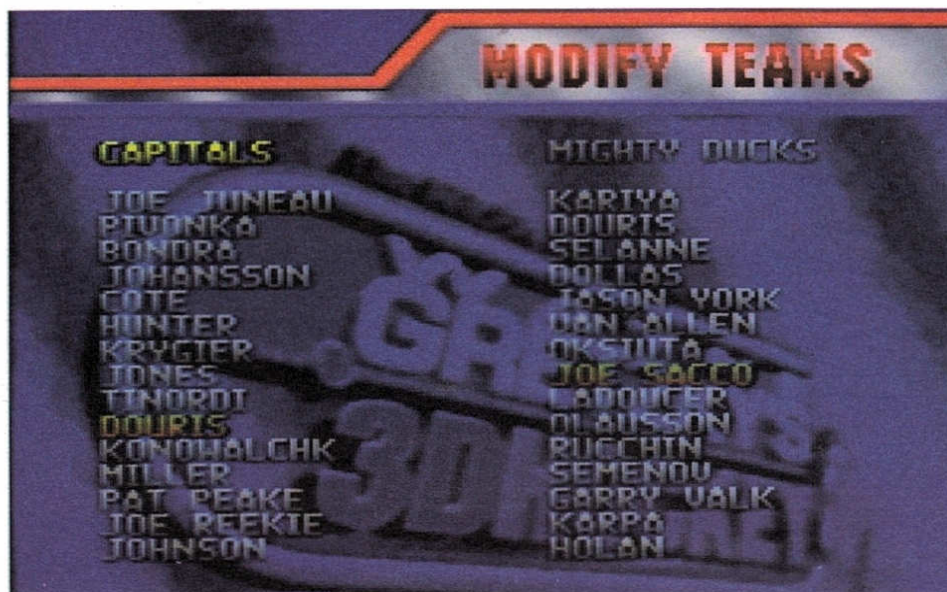 MODIFY TEAMS
CAPITALS
JOE JUNEAU
PIVONKA
BONDRA
JOHANSSON
COTE
HUNTER
KRYGIER
JONES
TINORDI
DOURIS
KONOWALCHK
MILLER
PAT PEAKE
JOE REEKIE
JOHNSON
MIGHTY DUCKS
KARIYA
DOURIS
SELANNE
DOLLAS
JASON YORK
VAN ALLEN
OKSIUTA
JOE SACCO
LADOUCER
OLAUSSON
RUCCHIN
SEMENOV
GARRY VALK
KARPA
HOLAN
3D